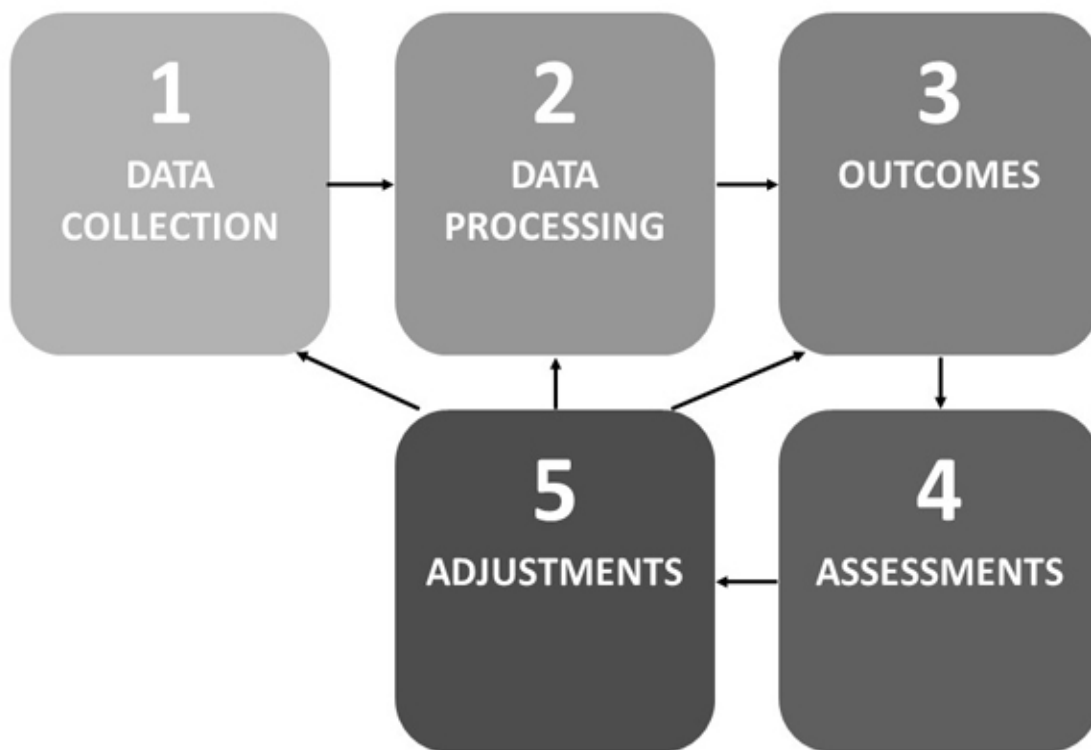 1
DATA
COLLECTION
2
DATA
PROCESSING
3
OUTCOMES
5
ADJUSTMENTS
4
ASSESSMENTS